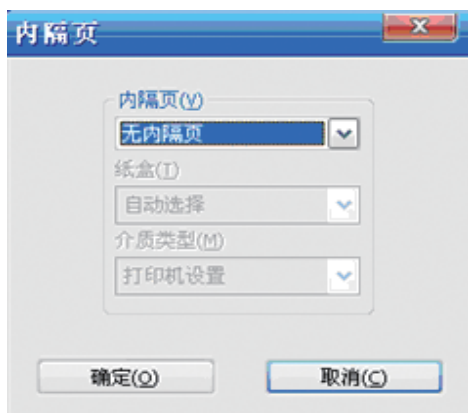 内隔页
内隔页(V)
无内隔页
纸盒(T)
自动选择
介质类型(M)
打印机设置
确定(O)
取消(C)